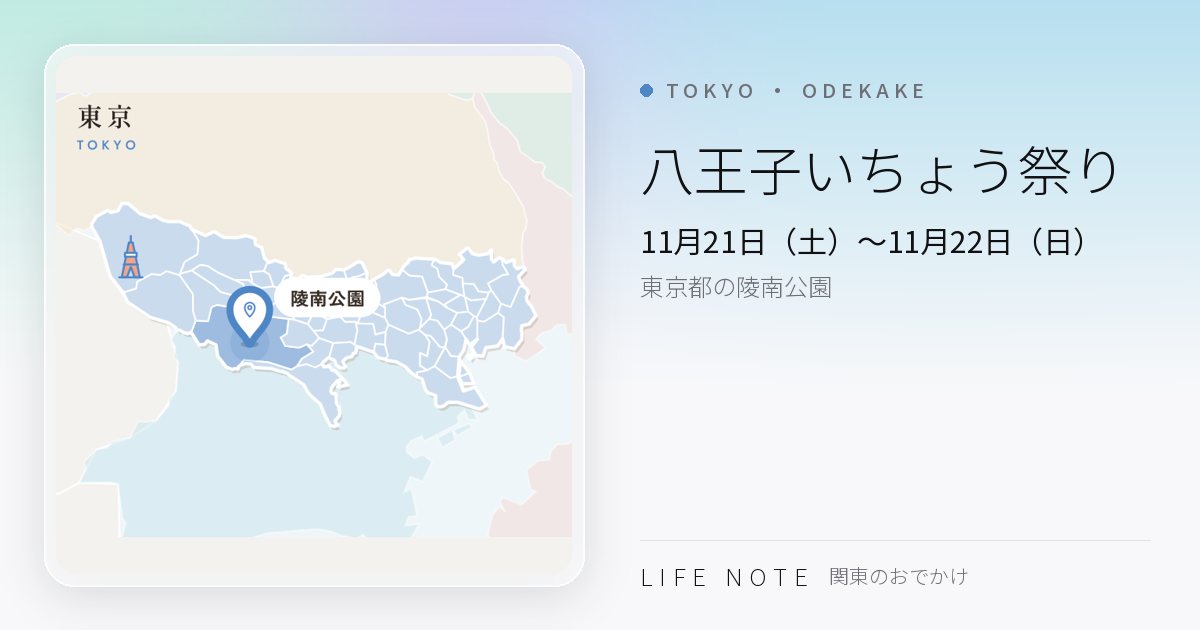 東京
TOKYO
陵南公園
TOKYO • ODEKAKE
八王子いちょう祭り
11月21日（土）〜11月22日（日）
東京都の陵南公園
LIFE NOTE 関東のおでかけ